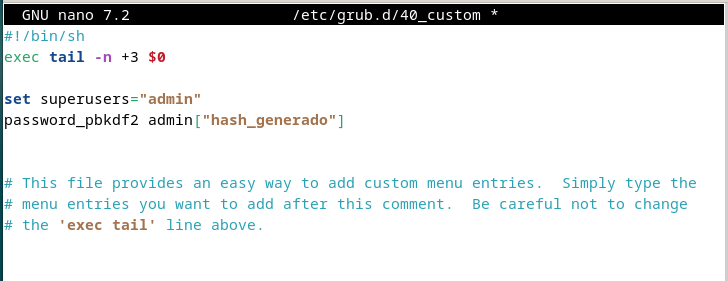 GNU nano 7.2 /etc/grub.d/40_custom *
#!/bin/sh
exec tail -n +3 $0
set superusers="admin"
password_pbkdf2 admin["hash_generado"]
# This file provides an easy way to add custom menu entries.  Simply type the
# menu entries you want to add after this comment.  Be careful not to change
# the 'exec tail' line above.